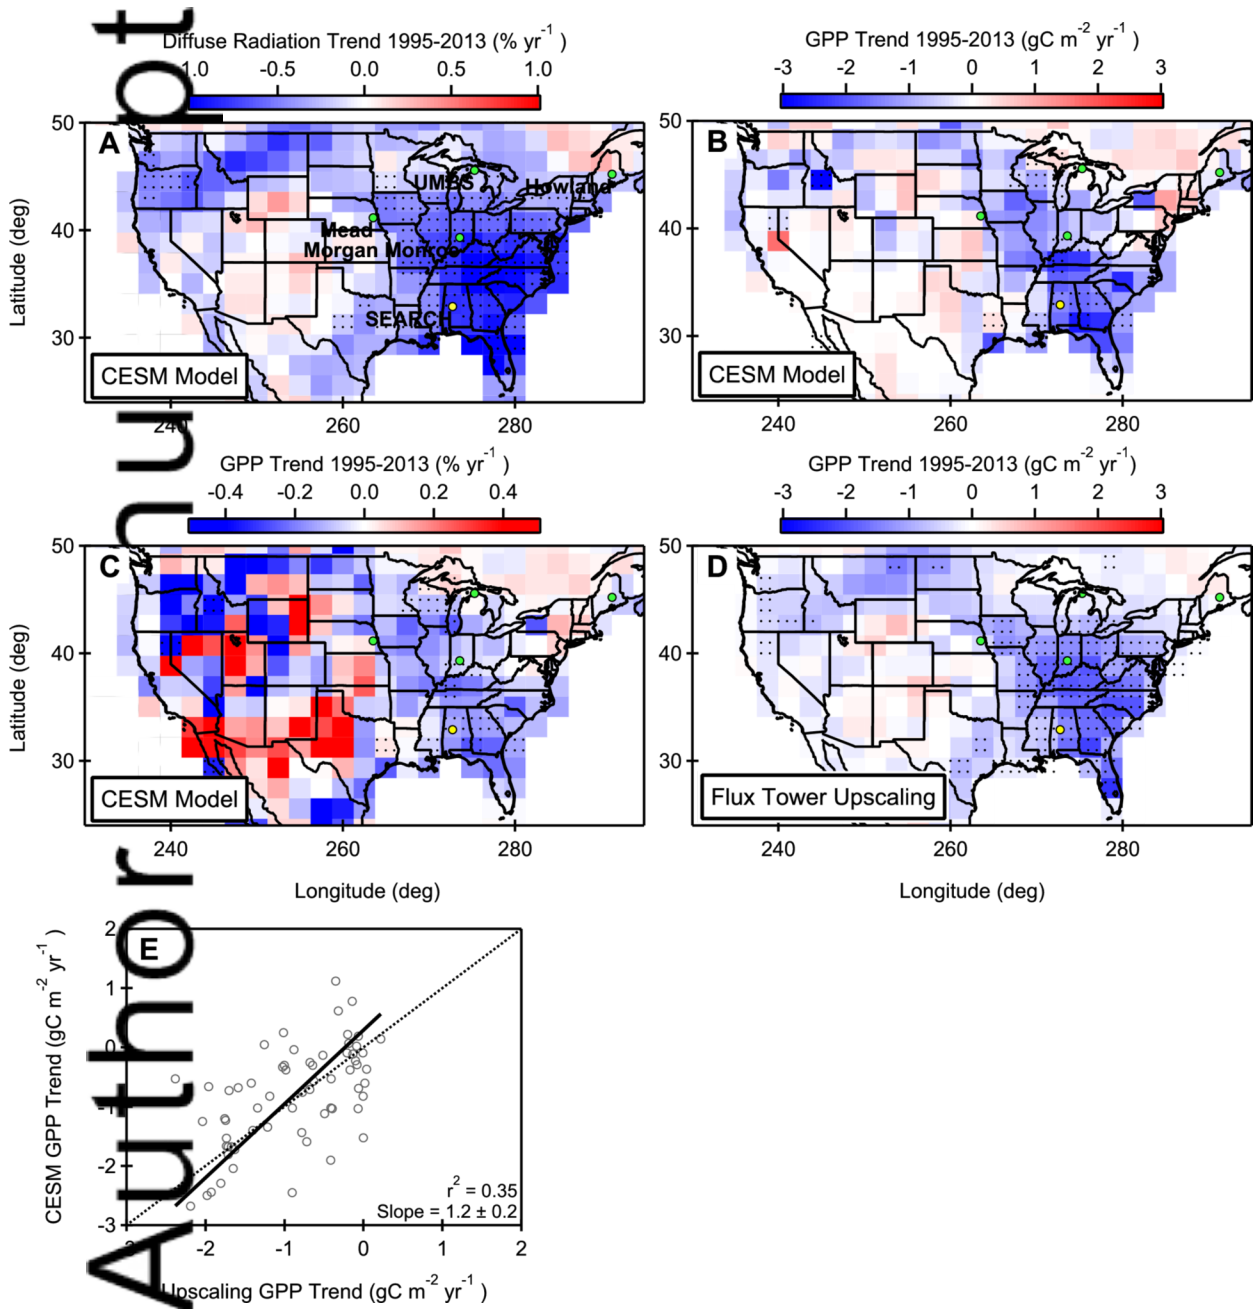 Diffuse Radiation Trend 1995-2013 (% yr⁻¹ )
1.0 -0.5 0.0 0.5 1.0
GPP Trend 1995-2013 (gC m⁻² yr⁻¹ )
-3 -2 -1 0 1 2 3
A
50
40
30
Latitude (deg)
UMBS
Howland
Mead
Morgan Monroe
SEARCH
CESM Model
240 260 280
B
50
40
30
CESM Model
240 260 280
GPP Trend 1995-2013 (% yr⁻¹ )
-0.4 -0.2 0.0 0.2 0.4
GPP Trend 1995-2013 (gC m⁻² yr⁻¹ )
-3 -2 -1 0 1 2 3
C
50
40
30
Latitude (deg)
CESM Model
240 260 280
Longitude (deg)
D
50
40
30
Flux Tower Upscaling
240 260 280
Longitude (deg)
E
2
1
0
-1
-2
-3
CESM GPP Trend (gC m⁻² yr⁻¹ )
r² = 0.35
Slope = 1.2 ± 0.2
-2 -1 0 1 2
Upscaling GPP Trend (gC m⁻² yr⁻¹ )